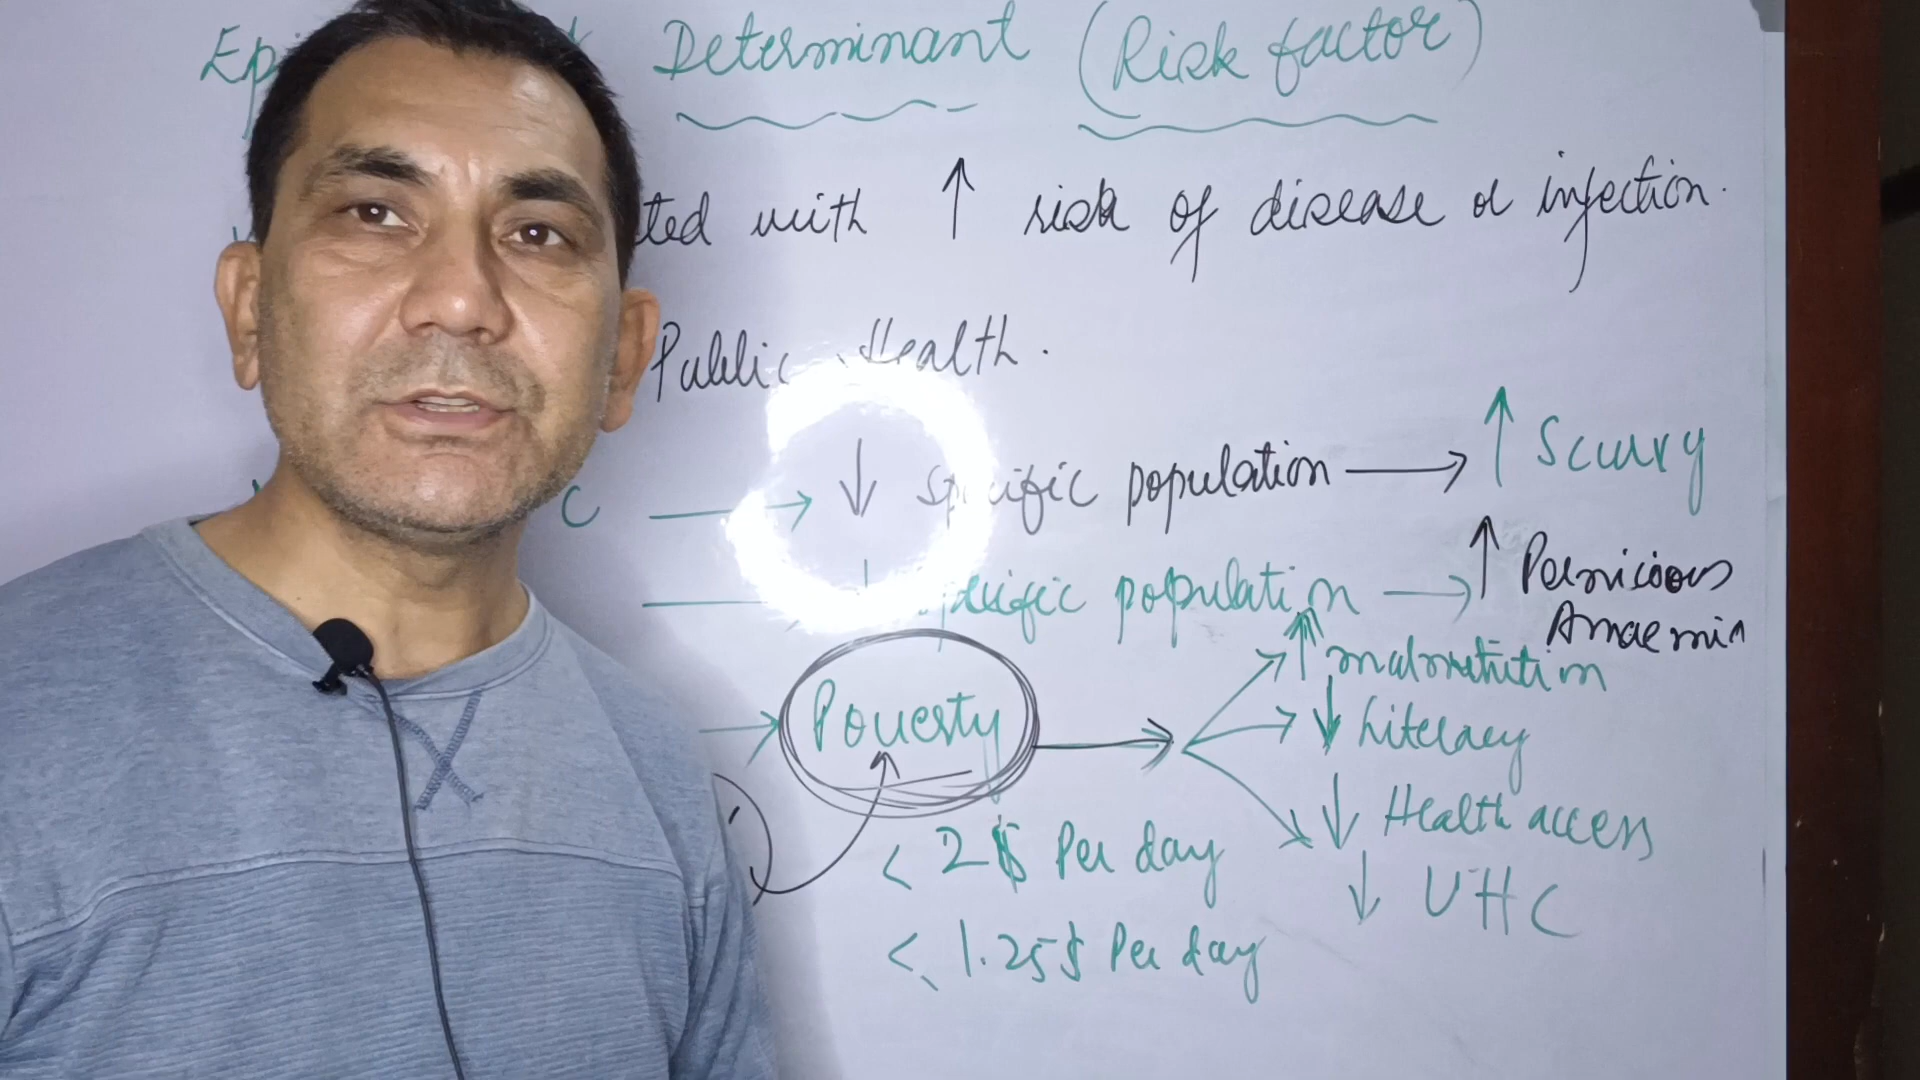 Ep Determinant (Risk factor)
ted with ↑ risk of disease or infection.
Public Health.
C → ↓ specific population → ↑ Scurvy
specific population → ↑ Pernicious Anaemia
→ Poverty → ↑ malnutrition
↓ Literacy
↓ Health access
↓ UHC
< 2$ Per day
< 1.25$ Per day